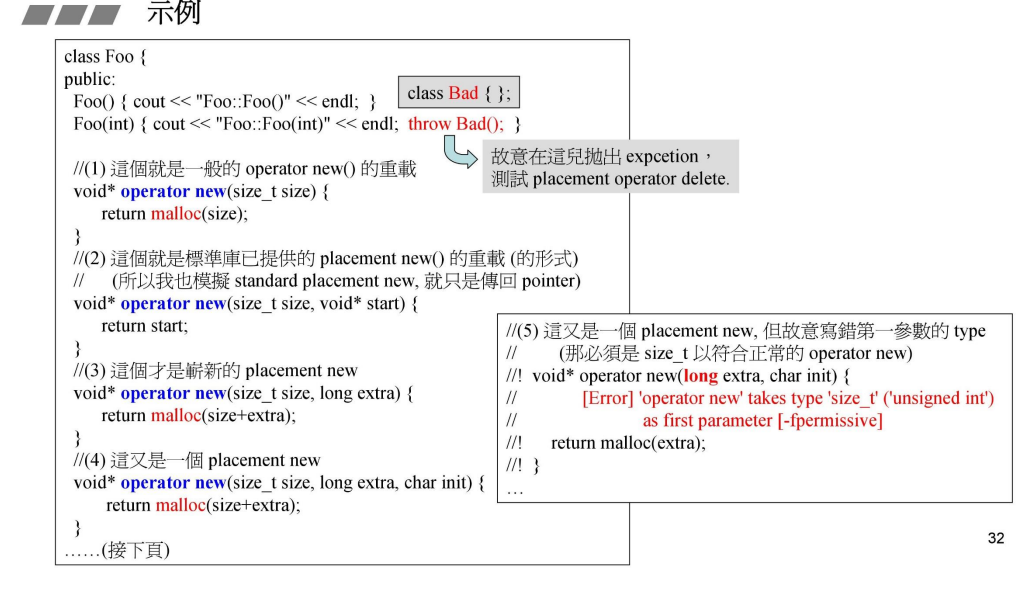 示例
class Foo {
public:
Foo() { cout << "Foo::Foo()" << endl; }
class Bad { };
Foo(int) { cout << "Foo::Foo(int)" << endl; throw Bad(); }
故意在這兒拋出 expcetion，
測試 placement operator delete.
//(1) 這個就是一般的 operator new() 的重載
void* operator new(size_t size) {
return malloc(size);
}
//(2) 這個就是標準庫已提供的 placement new() 的重載 (的形式)
// (所以我也模擬 standard placement new, 就只是傳回 pointer)
void* operator new(size_t size, void* start) {
return start;
}
//(3) 這個才是嶄新的 placement new
void* operator new(size_t size, long extra) {
return malloc(size+extra);
}
//(4) 這又是一個 placement new
void* operator new(size_t size, long extra, char init) {
return malloc(size+extra);
}
……(接下頁)
//(5) 這又是一個 placement new, 但故意寫錯第一參數的 type
// (那必須是 size_t 以符合正常的 operator new)
//! void* operator new(long extra, char init) {
// [Error] 'operator new' takes type 'size_t' ('unsigned int')
// as first parameter [-fpermissive]
//! return malloc(extra);
//! }
…
32